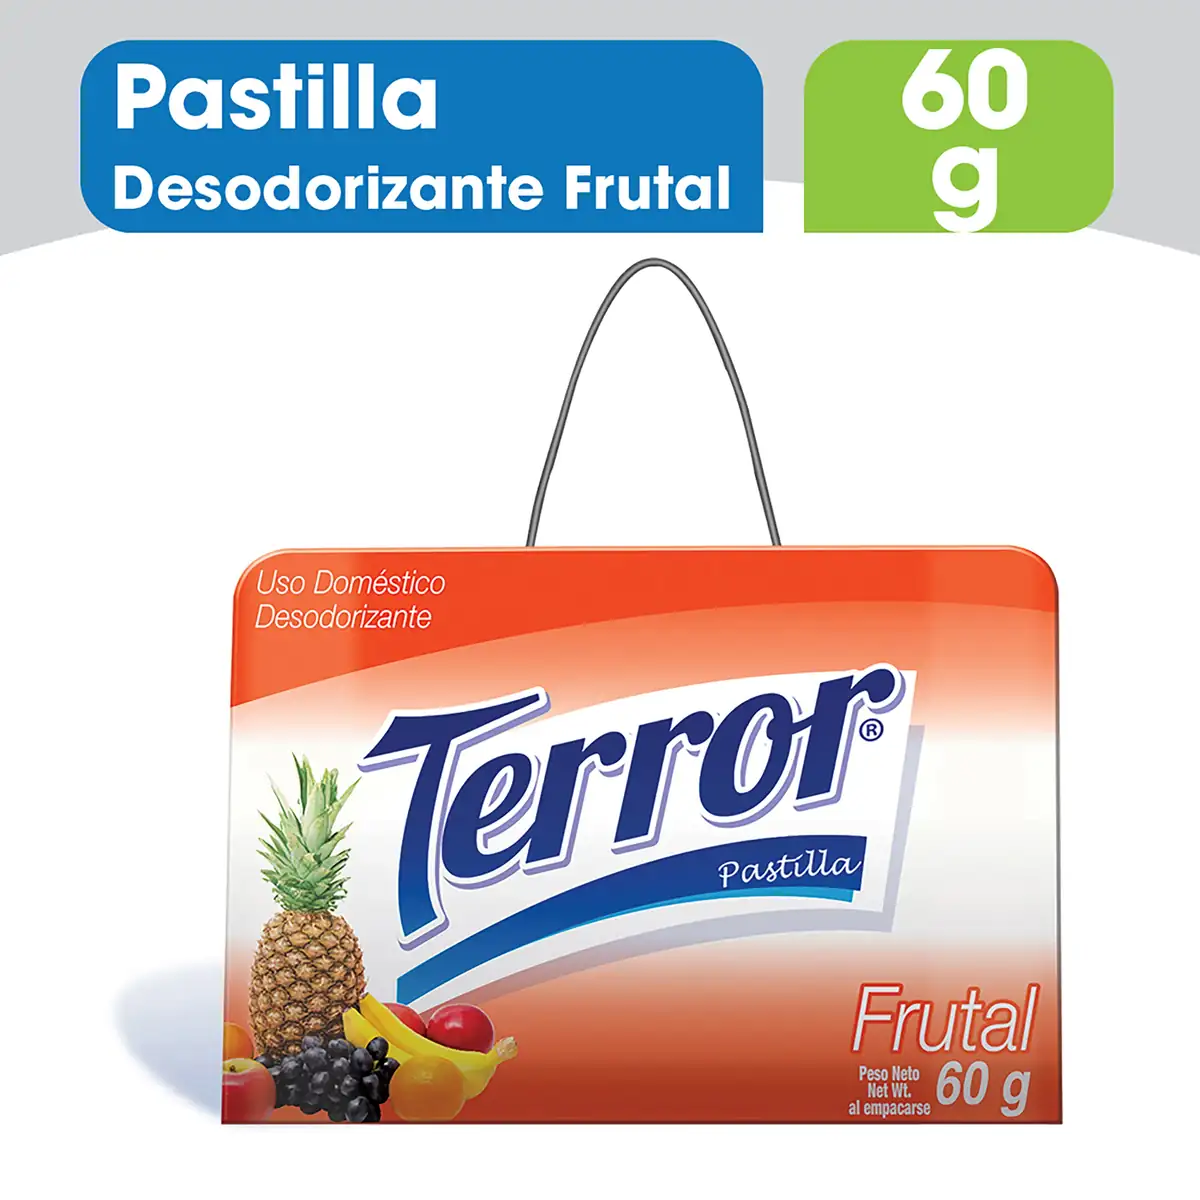 Pastilla
Desodorizante Frutal
60
g
Uso Doméstico
Desodorizante
Terror®
Pastilla
Frutal
Peso Neto
Net Wt.
al empacarse
60 g